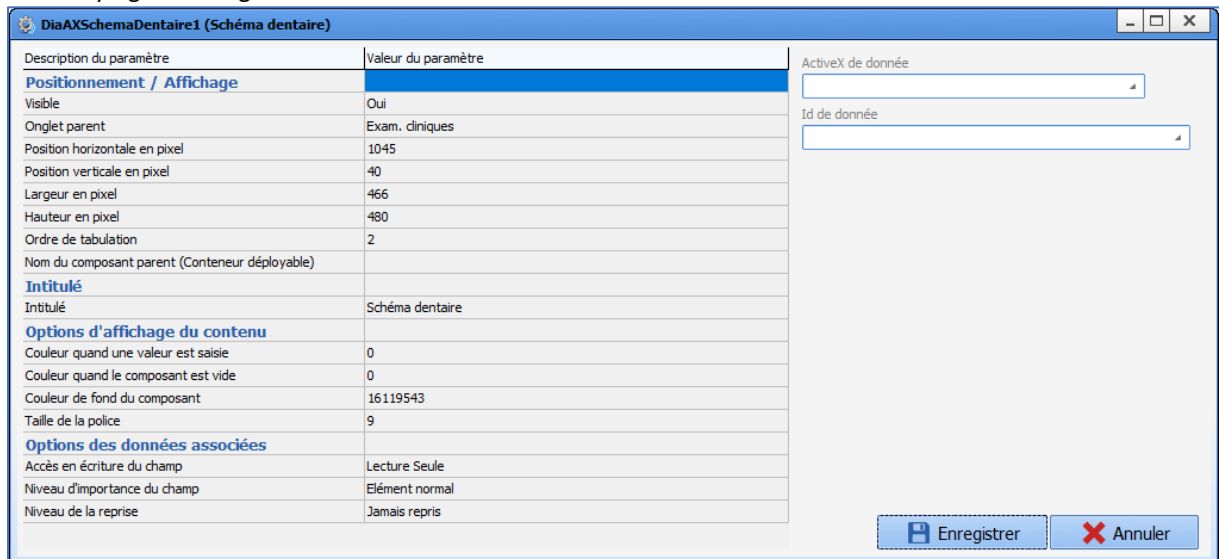 DiaAXSchemaDentaire1 (Schéma dentaire)
Description du paramètre Valeur du paramètre
Positionnement / Affichage
Visible Oui
Onglet parent Exam. cliniques
Position horizontale en pixel 1045
Position verticale en pixel 40
Largeur en pixel 466
Hauteur en pixel 480
Ordre de tabulation 2
Nom du composant parent (Conteneur déployable)
Intitulé
Intitulé Schéma dentaire
Options d'affichage du contenu
Couleur quand une valeur est saisie 0
Couleur quand le composant est vide 0
Couleur de fond du composant 16119543
Taille de la police 9
Options des données associées
Accès en écriture du champ Lecture Seule
Niveau d'importance du champ Elément normal
Niveau de la reprise Jamais repris
ActiveX de donnée
Id de donnée
Enregistrer Annuler